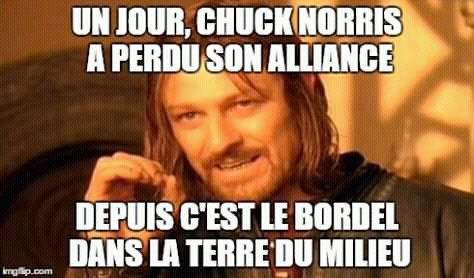 UN JOUR, CHUCK NORRIS
A PERDU SON ALLIANCE
DEPUIS C'EST LE BORDEL
DANS LA TERRE DU MILIEU
imgflip.com